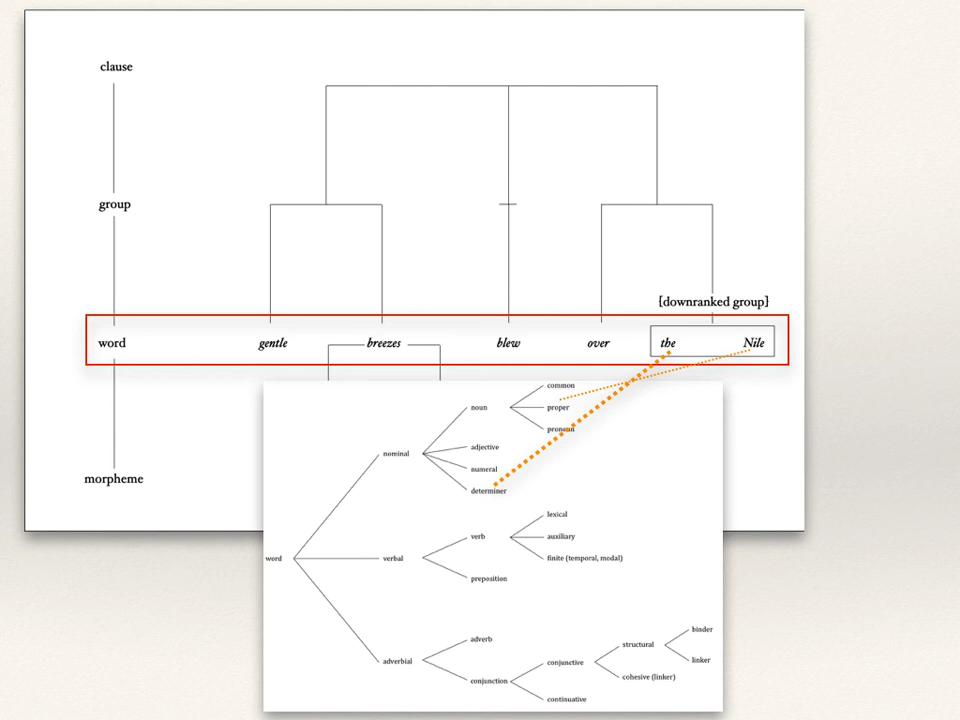 clause
group
[downranked group]
word gentle breezes blew over the Nile
common
noun proper
pronoun
nominal adjective
numeral
morpheme
determiner
lexical
verb auxiliary
word verbal finite (temporal, modal)
preposition
binder
adverb structural
adverbial conjunctive linker
conjunction cohesive (linker)
continuative